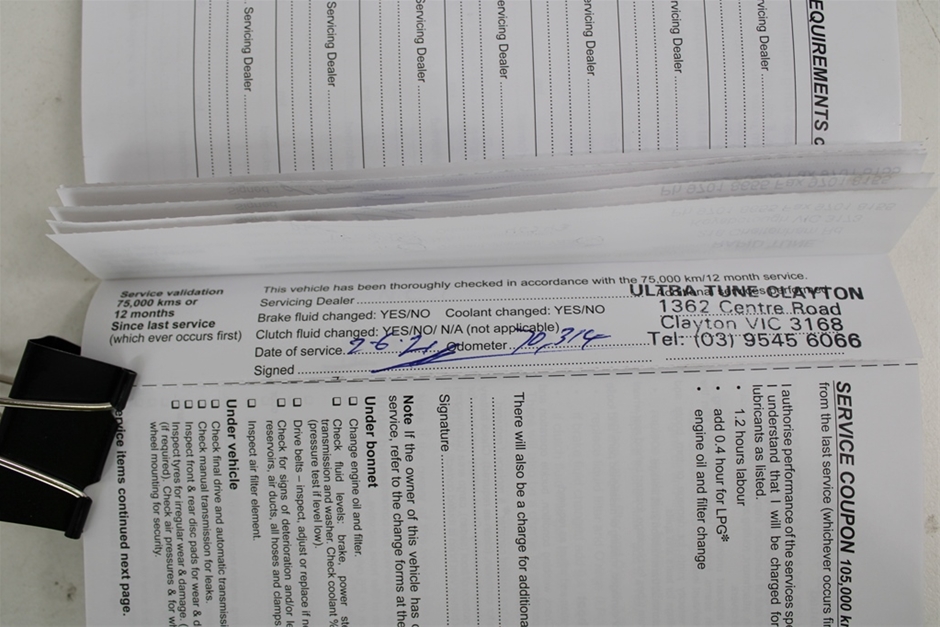 EQUIREMENTS
Servicing Dealer
Servicing Dealer
Servicing Dealer
Servicing Dealer
Servicing Dealer
Servicing Dealer
Servicing Dealer
Service validation
75,000 kms or
12 months
Since last service
(which ever occurs first)
This vehicle has been thoroughly checked in accordance with the 75,000 km/12 month service.
Servicing Dealer
Brake fluid changed: YES/NO Coolant changed: YES/NO
Clutch fluid changed: YES/NO/ N/A (not applicable)
Date of service 2-6-21 Odometer 70,314
Signed
ULTRA TUNE CLAYTON
1362 Centre Road
Clayton VIC 3168
Tel: (03) 9545 6066
SERVICE COUPON 105,000 k
from the last service (whichever occurs fi
I authorise performance of the services sp
I understand that I will be charged for
lubricants as listed.
• 1.2 hours labour
• add 0.4 hour for LPG*
• engine oil and filter change
There will also be a charge for additiona
Signature
Note If the owner of this vehicle has
service, refer to the change forms at the
Under bonnet
❑ Change engine oil and filter.
❑ Check fluid levels: brake, power st
transmission and washer. Check coolant %
(pressure test if level low).
❑ Drive belts – inspect, adjust or replace if n
❑ Check for signs of deterioration and/or le
reservoirs, air ducts, all hoses and clamps
❑ Inspect air filter element.
Under vehicle
❑ Check final drive and automatic transmiss
❑ Check manual transmission for leaks.
❑ Inspect front & rear disc pads for wear & d
❑ Inspect tyres for irregular wear & damage.
(if required). Check air pressures & for wh
wheel mounting for security.
rvice items continued next page.